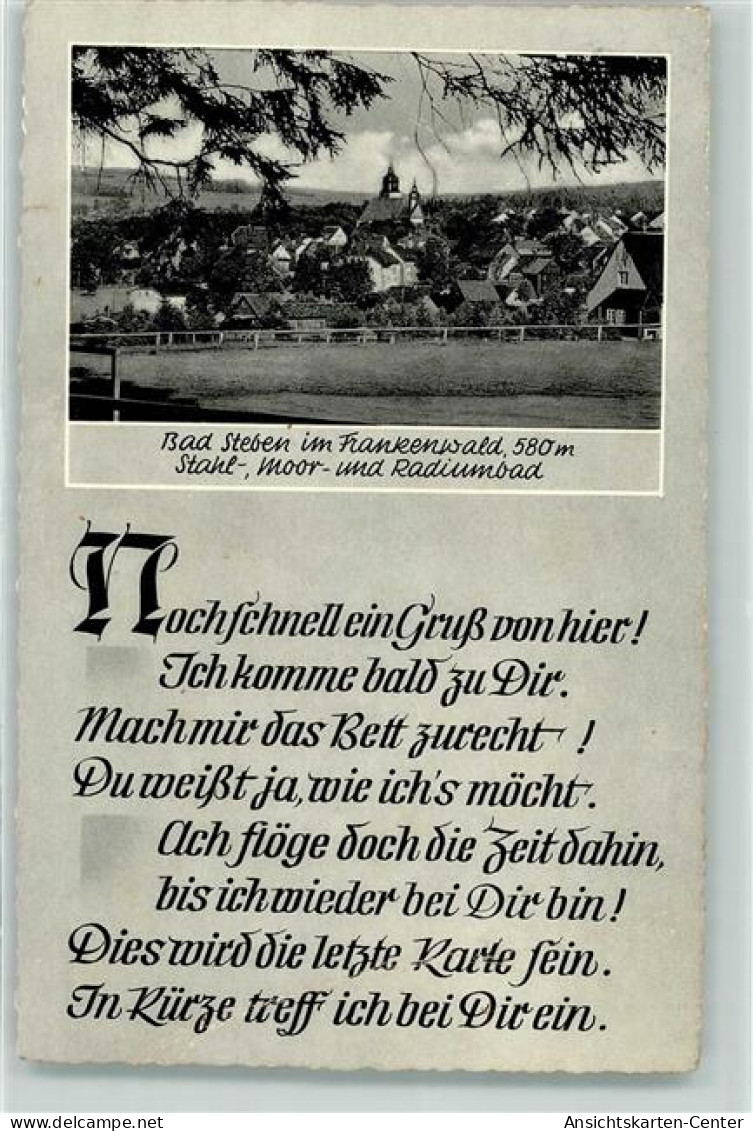 Bad Steben im Frankenwald, 580m
Stahl-, Moor- und Radiumbad
Noch schnell ein Gruß von hier!
Ich komme bald zu Dir.
Mach mir das Bett zurecht!
Du weißt ja, wie ich's möcht.
Ach flöge doch die Zeit dahin,
bis ich wieder bei Dir bin!
Dies wird die letzte Karte sein.
In Kürze treff ich bei Dir ein.
delcampe.net
Ansichtskarten-Center